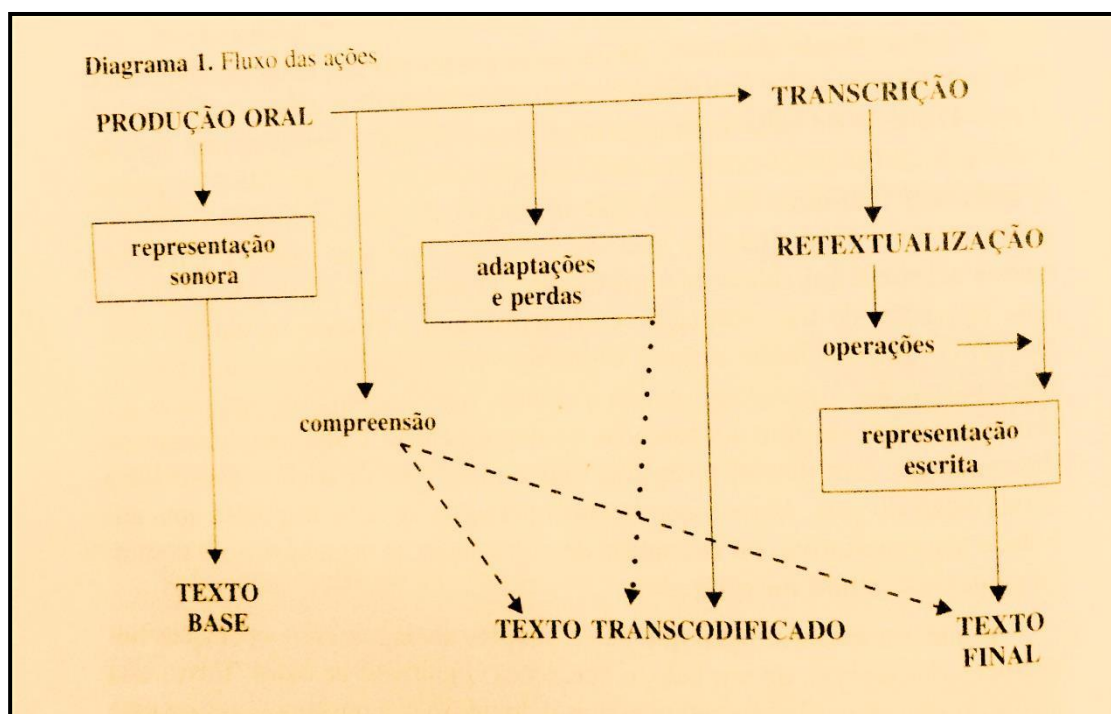 Diagrama 1. Fluxo das ações
PRODUÇÃO ORAL
TRANSCRIÇÃO
representação
sonora
adaptações
e perdas
RETEXTUALIZAÇÃO
operações
compreensão
representação
escrita
TEXTO
BASE
TEXTO TRANSCODIFICADO
TEXTO
FINAL